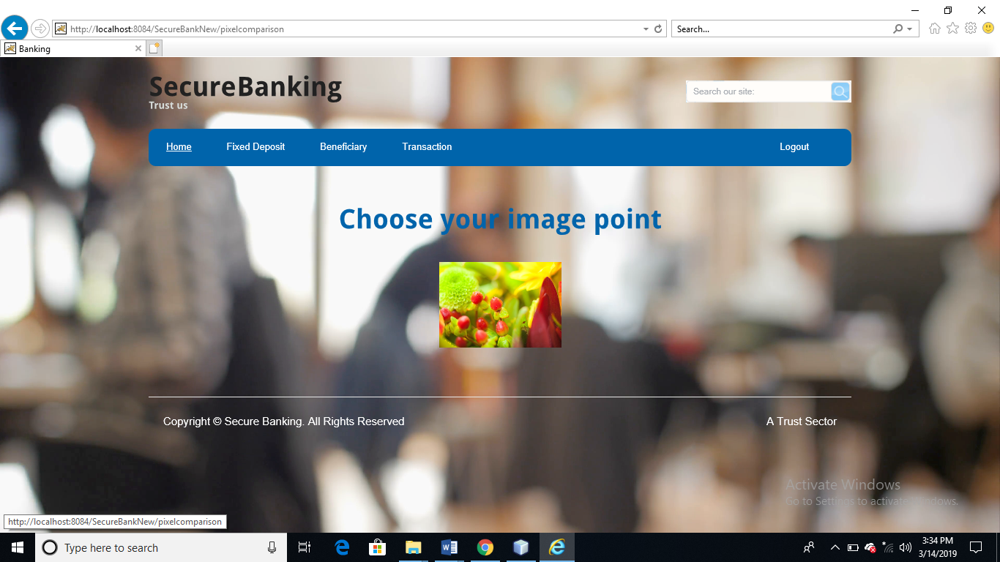 http://localhost:8084/SecureBankNew/pixelcomparison
Search...
Banking
SecureBanking
Trust us
Search our site:
Home Fixed Deposit Beneficiary Transaction Logout
Choose your image point
Copyright © Secure Banking. All Rights Reserved A Trust Sector
Activate Windows
Go to Settings to activate Windows.
http://localhost:8084/SecureBankNew/pixelcomparison
Type here to search
3:34 PM
3/14/2019